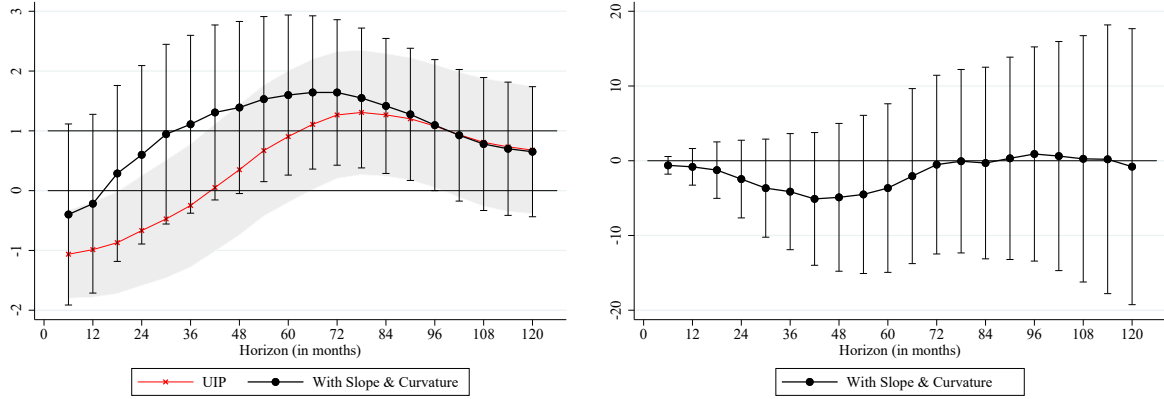 3
2
1
0
-1
-2
0 12 24 36 48 60 72 84 96 108 120
Horizon (in months)
UIP With Slope & Curvature
20
10
0
-10
-20
0 12 24 36 48 60 72 84 96 108 120
Horizon (in months)
With Slope & Curvature